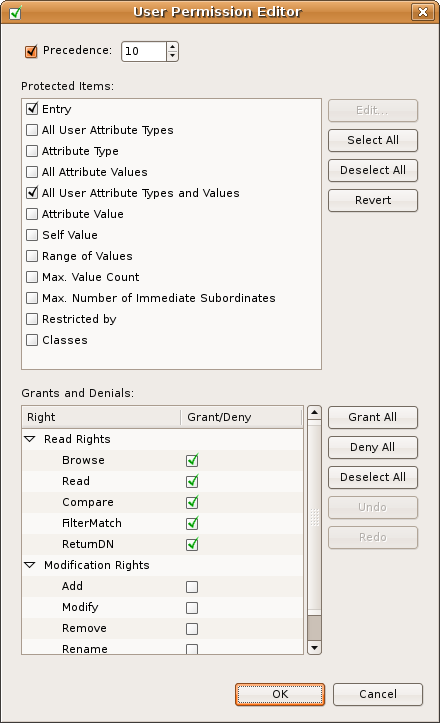 User Permission Editor
Precedence: 10
Protected Items:
Entry
All User Attribute Types
Attribute Type
All Attribute Values
All User Attribute Types and Values
Attribute Value
Self Value
Range of Values
Max. Value Count
Max. Number of Immediate Subordinates
Restricted by
Classes
Edit...
Select All
Deselect All
Revert
Grants and Denials:
Right Grant/Deny
Read Rights
Browse
Read
Compare
FilterMatch
ReturnDN
Modification Rights
Add
Modify
Remove
Rename
Grant All
Deny All
Deselect All
Undo
Redo
OK Cancel